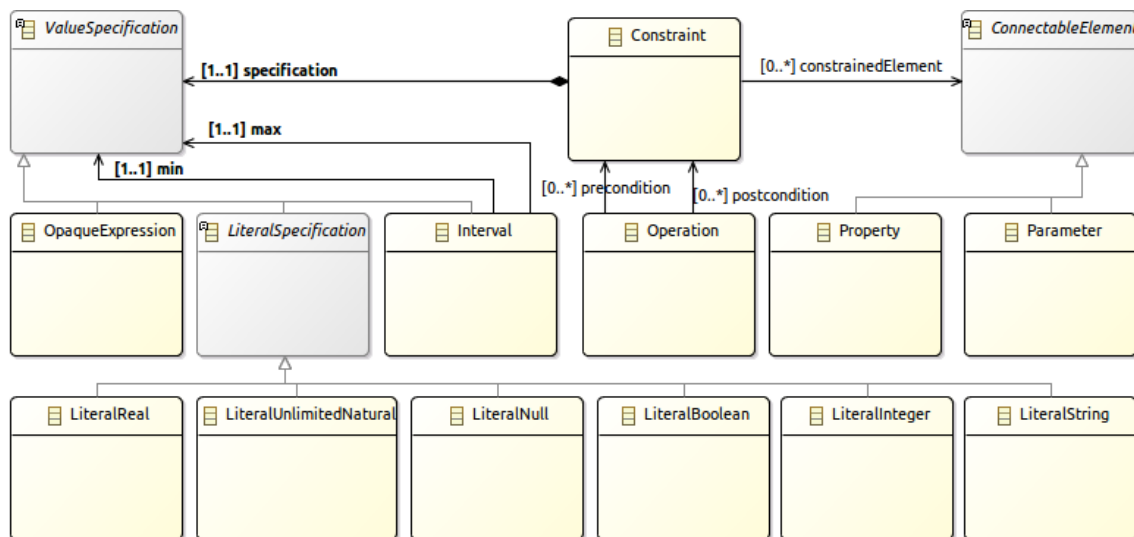 ValueSpecification
Constraint
ConnectableElement
[1..1] specification
[0..*] constrainedElement
[1..1] max
[1..1] min
[0..*] precondition
[0..*] postcondition
OpaqueExpression
LiteralSpecification
Interval
Operation
Property
Parameter
LiteralReal
LiteralUnlimitedNatural
LiteralNull
LiteralBoolean
LiteralInteger
LiteralString